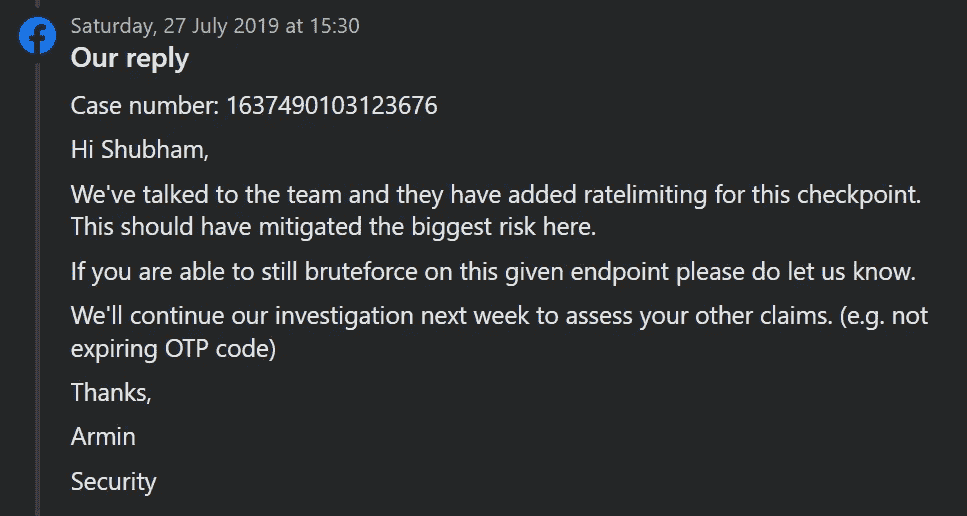 Saturday, 27 July 2019 at 15:30
Our reply
Case number: 1637490103123676
Hi Shubham,
We've talked to the team and they have added ratelimiting for this checkpoint.
This should have mitigated the biggest risk here.
If you are able to still bruteforce on this given endpoint please do let us know.
We'll continue our investigation next week to assess your other claims. (e.g. not
expiring OTP code)
Thanks,
Armin
Security